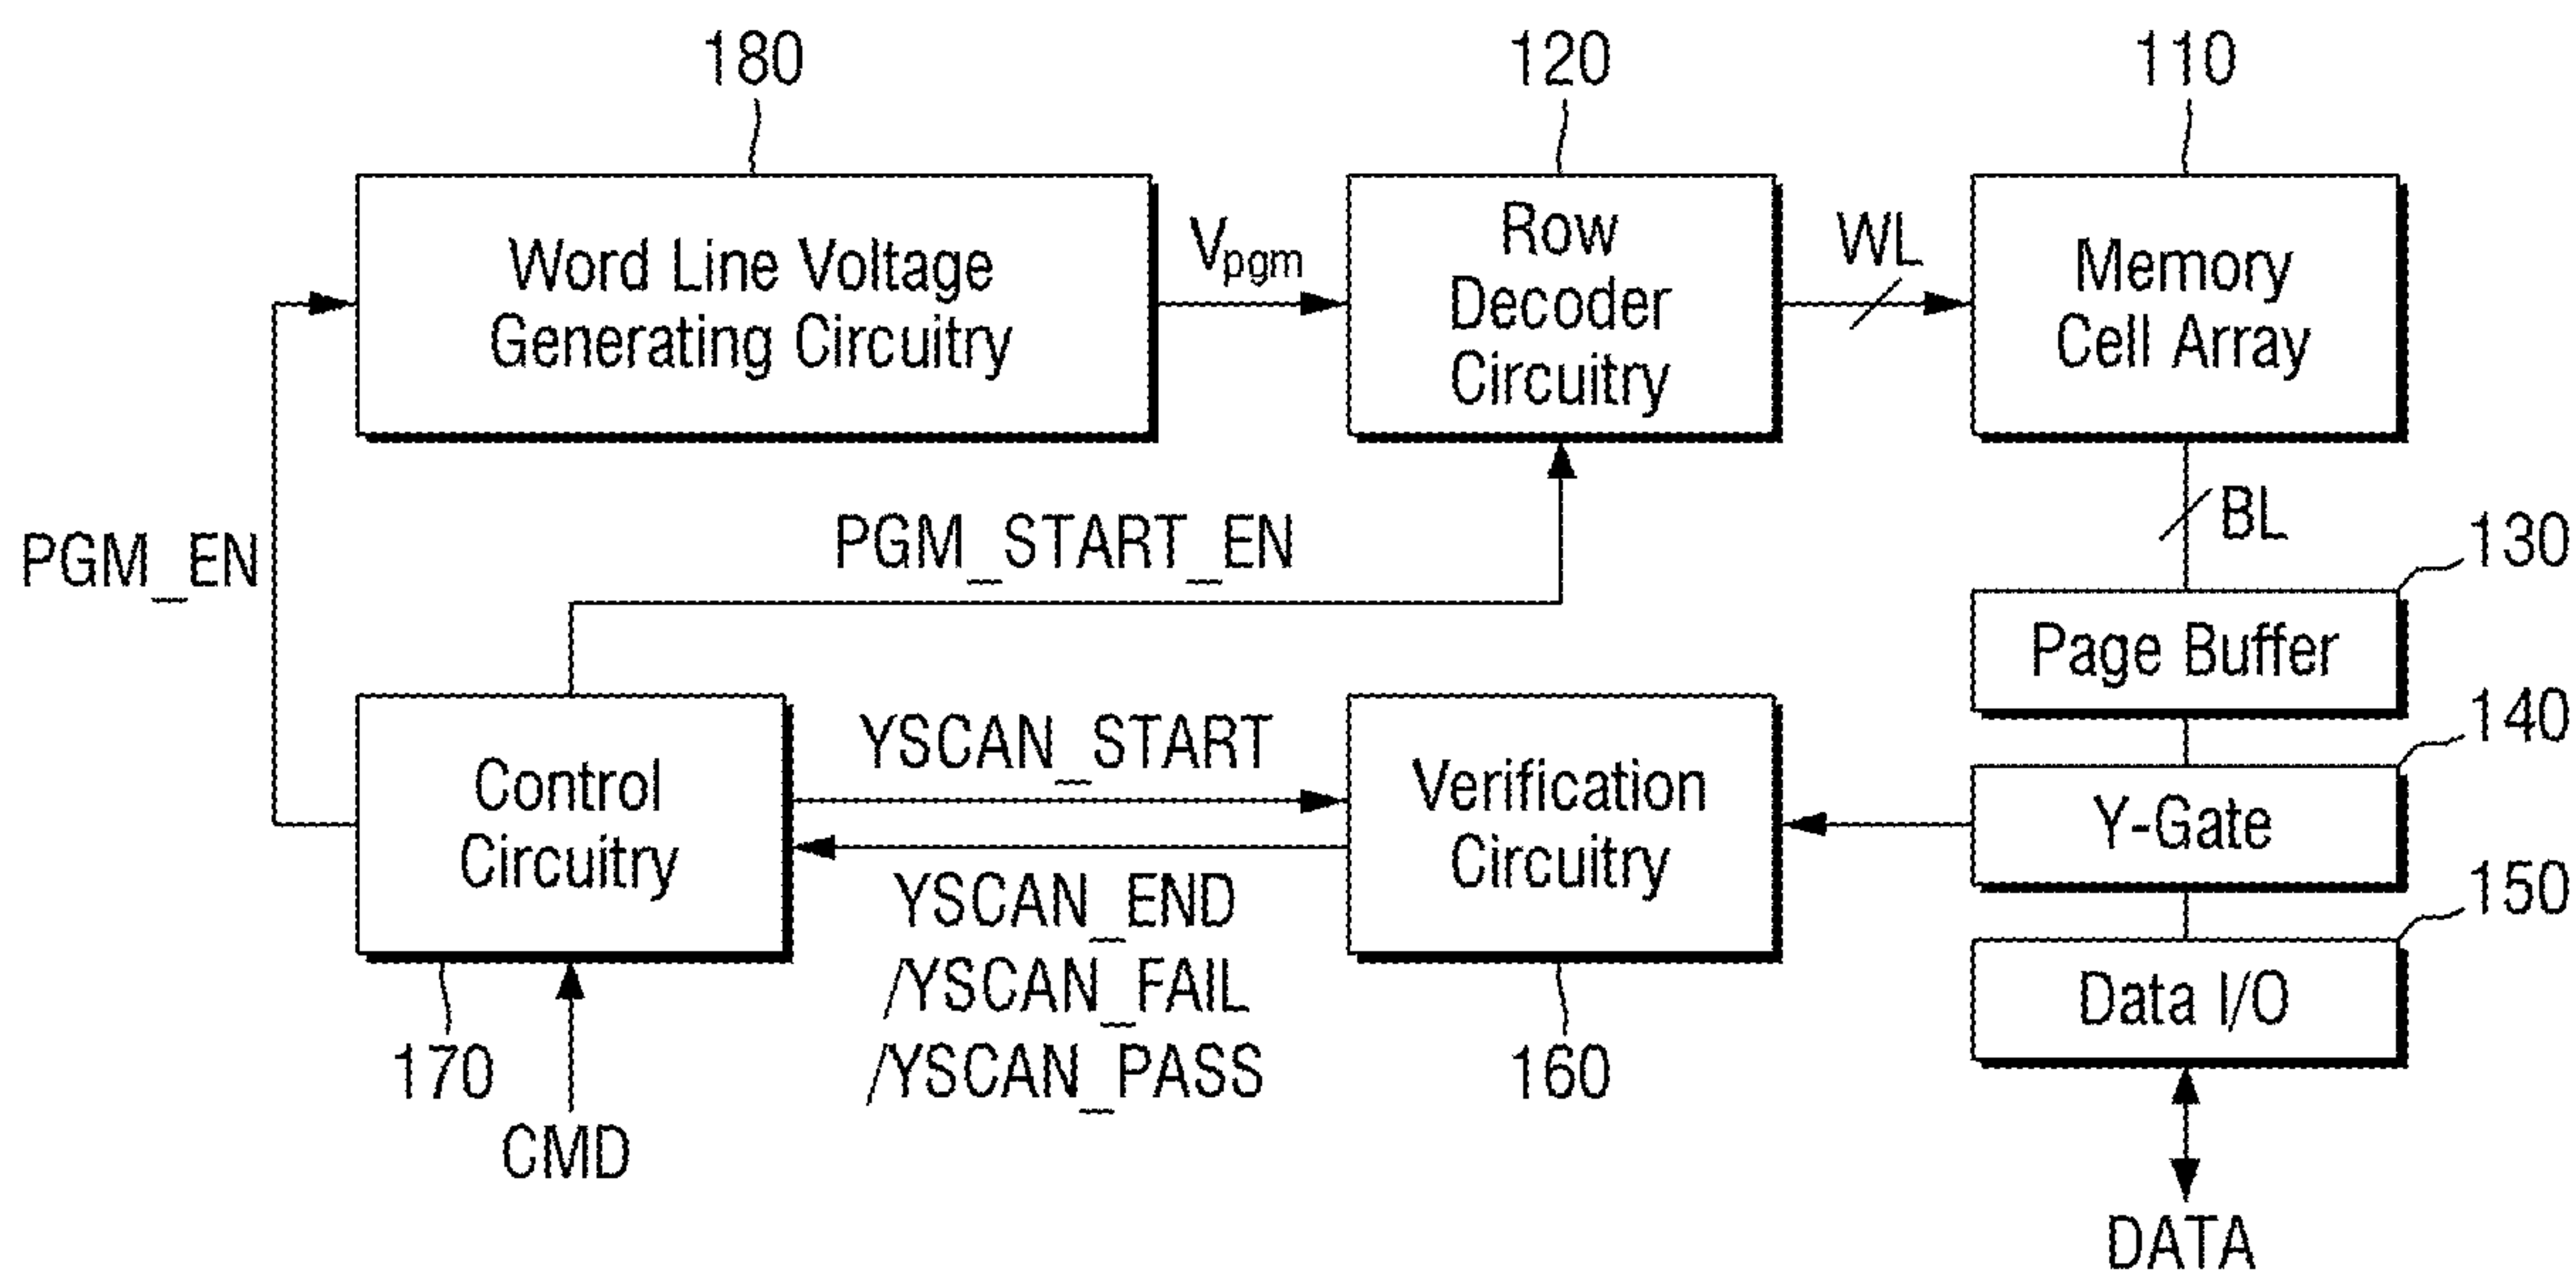 180
120
110
Word Line Voltage
Generating Circuitry
Vpgm
Row
Decoder
Circuitry
WL
Memory
Cell Array
PGM_EN
PGM_START_EN
BL
130
Page Buffer
140
Control
Circuitry
YSCAN_START
YSCAN_END
/YSCAN_FAIL
/YSCAN_PASS
Verification
Circuitry
Y-Gate
150
Data I/O
170
CMD
160
DATA